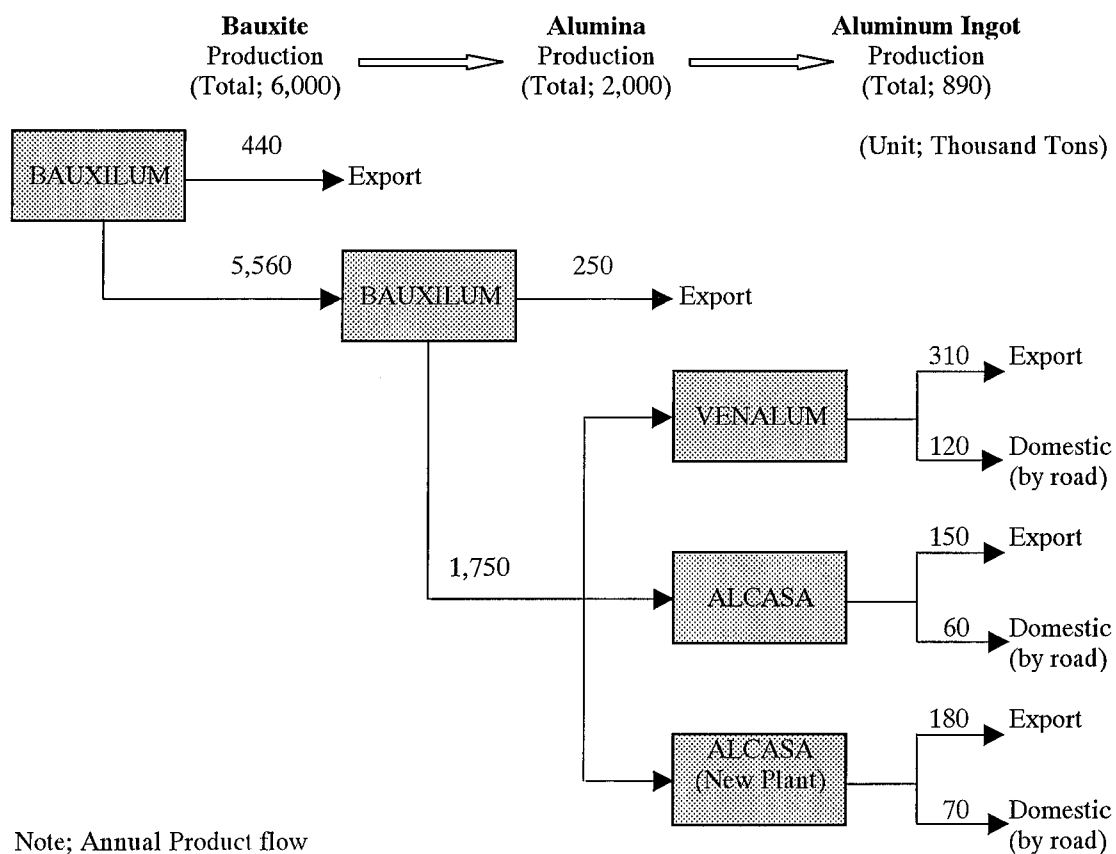 Bauxite
Production
(Total; 6,000)
Alumina
Production
(Total; 2,000)
Aluminum Ingot
Production
(Total; 890)
(Unit; Thousand Tons)
BAUXILUM
440
Export
5,560
BAUXILUM
250
Export
1,750
VENALUM
310
Export
120
Domestic
(by road)
ALCASA
150
Export
60
Domestic
(by road)
ALCASA
(New Plant)
180
Export
70
Domestic
(by road)
Note; Annual Product flow